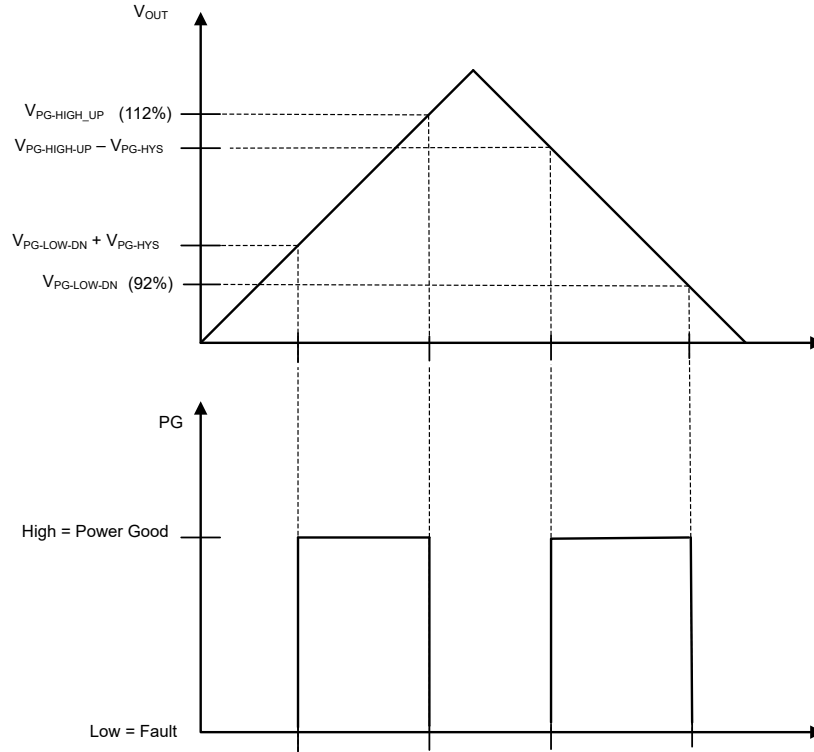 VOUT
VPG-HIGH_UP (112%)
VPG-HIGH-UP – VPG-HYS
VPG-LOW-DN + VPG-HYS
VPG-LOW-DN (92%)
PG
High = Power Good
Low = Fault